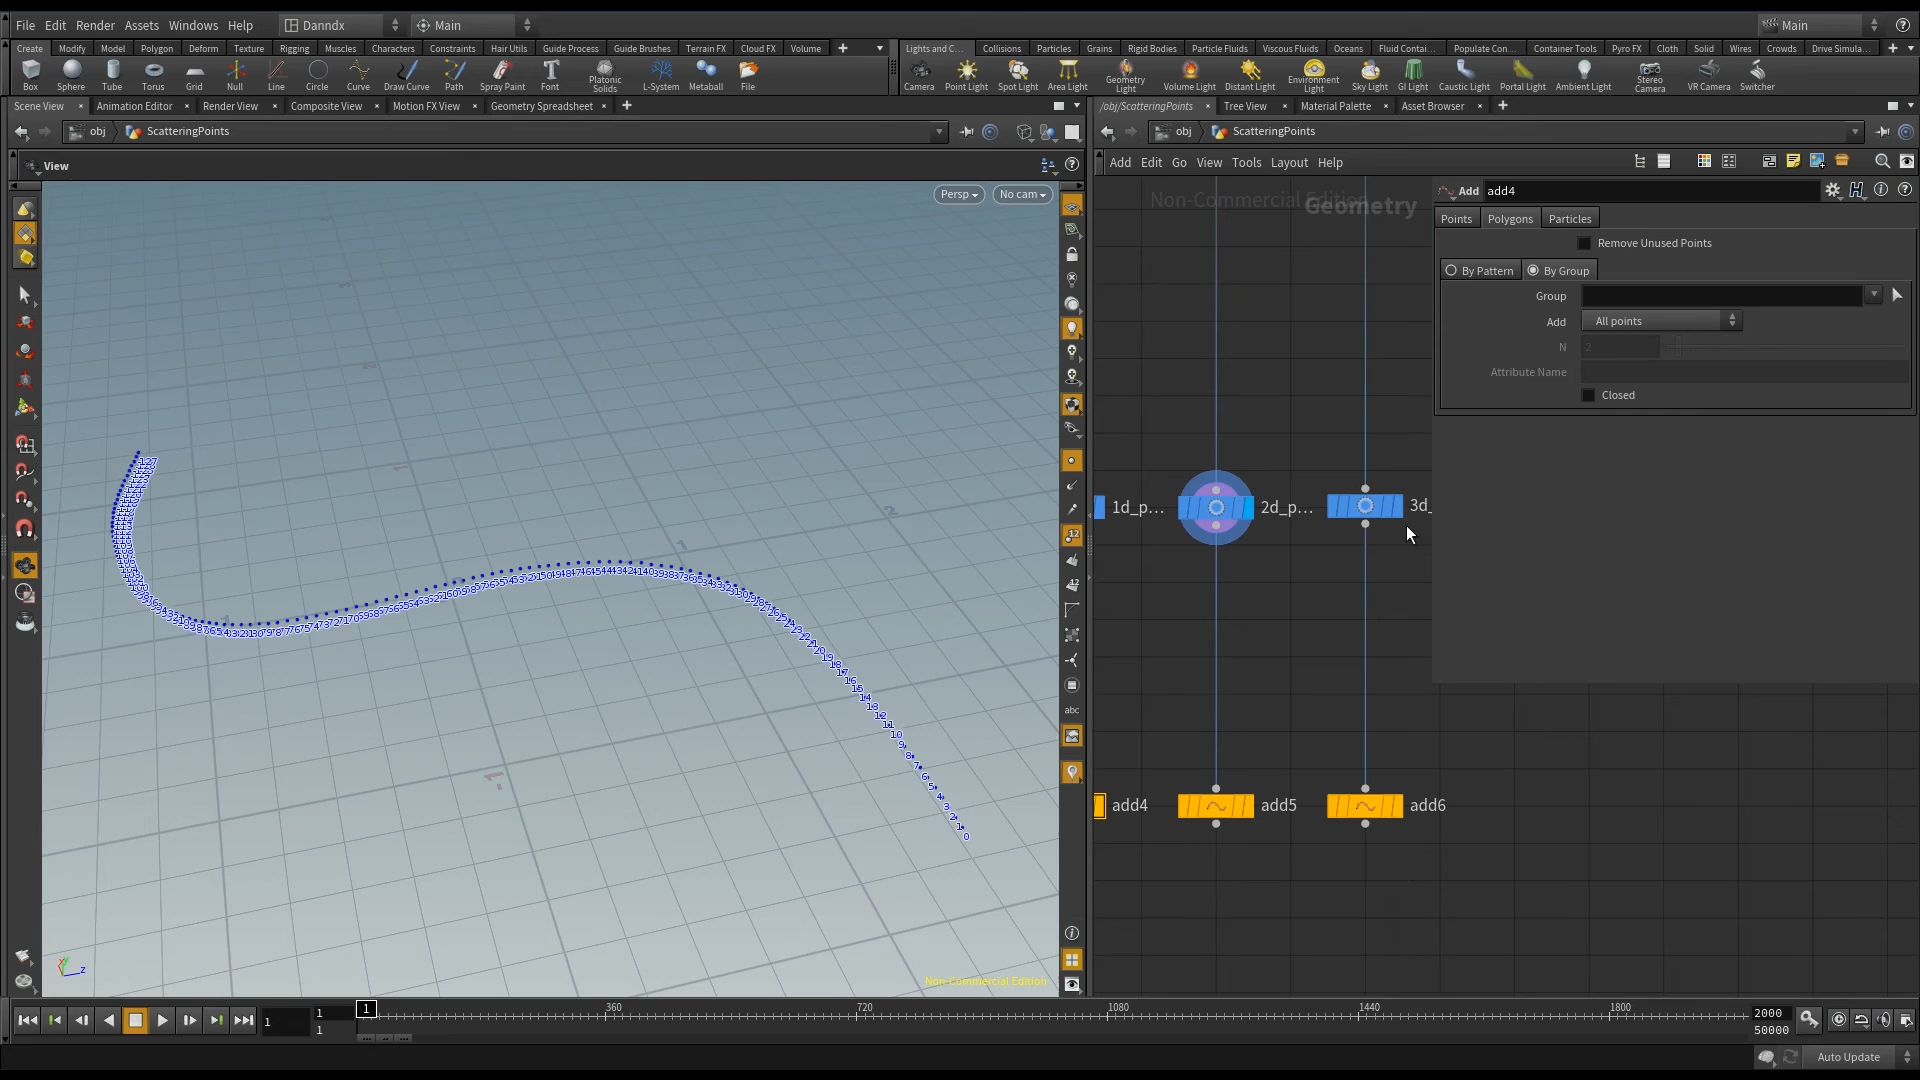 File Edit Render Assets Windows Help Danndx Main Main
Create Modify Model Polygon Deform Texture Rigging Muscles Characters Constraints Hair Utils Guide Process Guide Brushes Terrain FX Cloud FX Volume
Lights and C... Collisions Particles Grains Rigid Bodies Particle Fluids Viscous Fluids Oceans Fluid Contai... Populate Con... Container Tools Pyro FX Cloth Solid Wires Crowds Drive Simula...
Box Sphere Tube Torus Grid Null Line Circle Curve Draw Curve Path Spray Paint Font Platonic Solids L-System Metaball File
Camera Point Light Spot Light Area Light Geometry Light Volume Light Distant Light Environment Light Sky Light GI Light Caustic Light Portal Light Ambient Light Stereo Camera VR Camera Switcher
Scene View Animation Editor Render View Composite View Motion FX View Geometry Spreadsheet
/obj/ScatteringPoints Tree View Material Palette Asset Browser
obj ScatteringPoints
obj ScatteringPoints
View
Add Edit Go View Tools Layout Help
Persp No cam
Non-Commercial Edition
Geometry
Add add4
Points Polygons Particles
Remove Unused Points
By Pattern By Group
Group
Add All points
N 2
Attribute Name
Closed
1d_p... 2d_p... 3d_
add4 add5 add6
abc
z
Non-Commercial Edition
1 1 1 1 360 720 1080 1440 1800 2000
50000
Auto Update